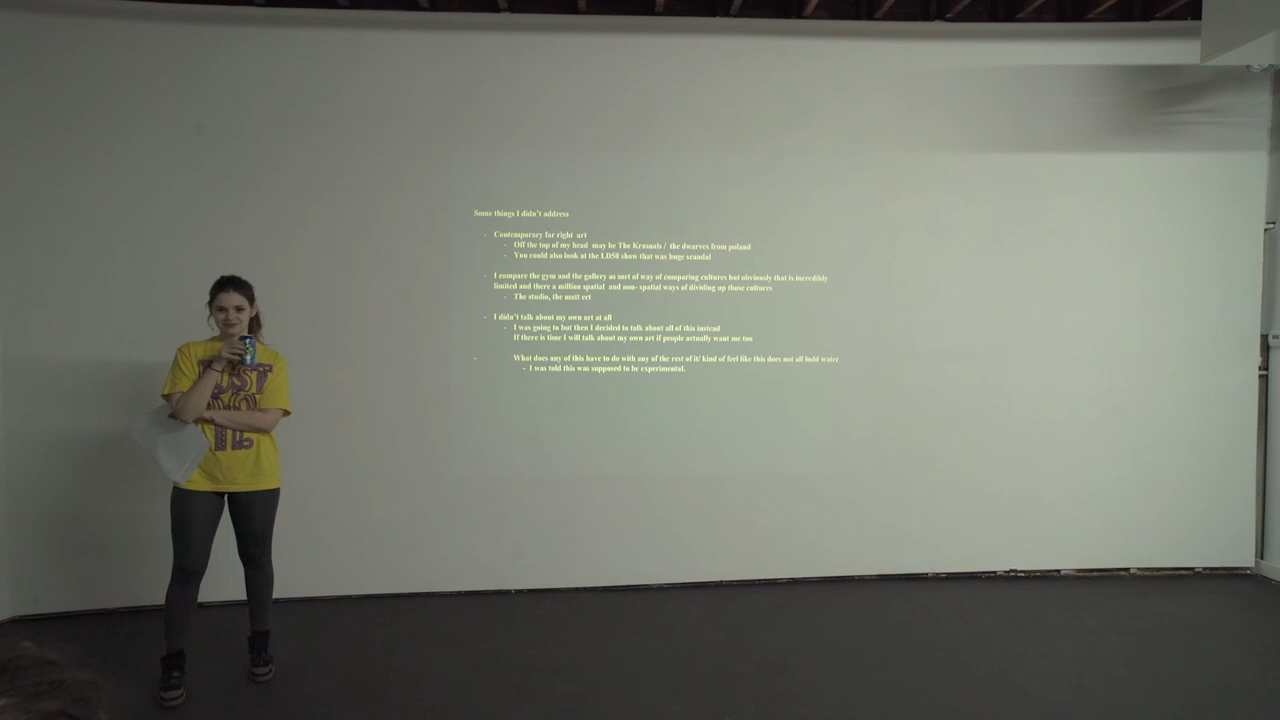 Some things I didn't address
- Contemporary far right art
- Off the top of my head may be The Krasnals / the dwarves from poland
- You could also look at the LD50 show that was huge scandal
- I compare the gym and the gallery as sort of way of comparing cultures but obviously that is incredibly
limited and there a million spatial and non- spatial ways of dividing up those cultures
- The studio, the matt ect
- I didn't talk about my own art at all
- I was going to but then I decided to talk about all of this instead
If there is time I will talk about my own art if people actually want me too
- What does any of this have to do with any of the rest of it/ kind of feel like this does not all hold water
- I was told this was supposed to be experimental.
JUST
DO
IT.